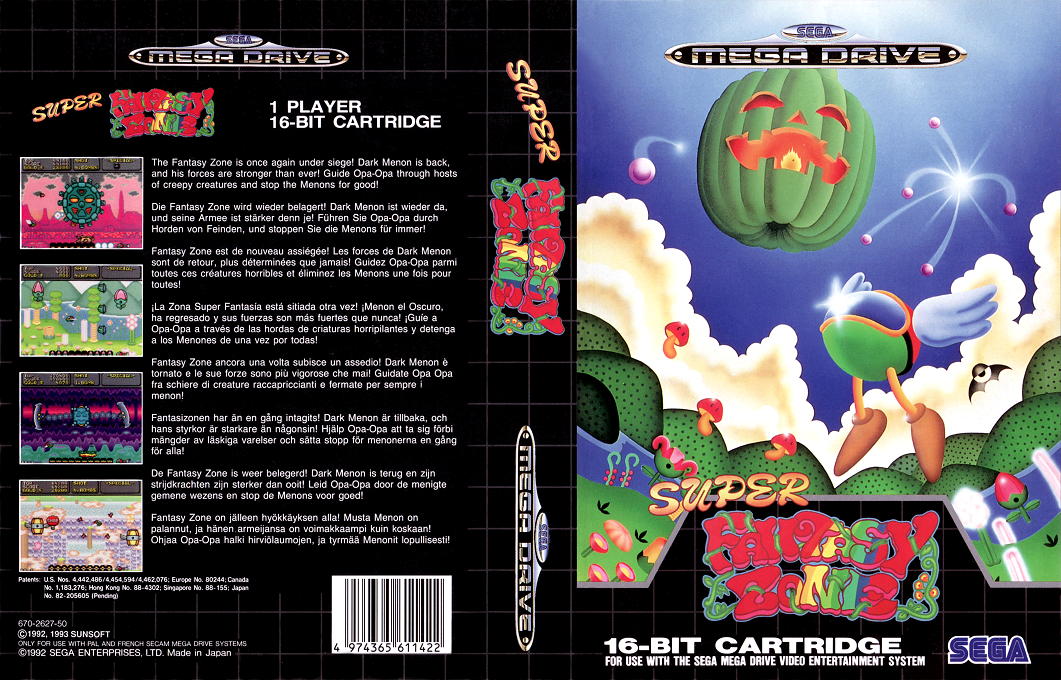 SEGA
MEGA DRIVE
SUPER
FANTASY
ZONE
1 PLAYER
16-BIT CARTRIDGE
The Fantasy Zone is once again under siege! Dark Menon is back,
and his forces are stronger than ever! Guide Opa-Opa through hosts
of creepy creatures and stop the Menons for good!
Die Fantasy Zone wird wieder belagert! Dark Menon ist wieder da,
und seine Armee ist stärker denn je! Führen Sie Opa-Opa durch
Horden von Feinden, und stoppen Sie die Menons für immer!
Fantasy Zone est de nouveau assiégée! Les forces de Dark Menon
sont de retour, plus déterminées que jamais! Guidez Opa-Opa parmi
toutes ces créatures horribles et éliminez les Menons une fois pour
toutes!
¡La Zona Super Fantasía está sitiada otra vez! ¡Menon el Oscuro,
ha regresado y sus fuerzas son más fuertes que nunca! ¡Guíe a
Opa-Opa a través de las hordas de criaturas horripilantes y detenga
a los Menones de una vez por todas!
Fantasy Zone ancora una volta subisce un assedio! Dark Menon è
tornato e le sue forze sono più vigorose che mai! Guidate Opa Opa
fra schiere di creature raccapriccianti e fermate per sempre i
menon!
Fantasizonen har än en gång intagits! Dark Menon är tillbaka, och
hans styrkor är starkare än någonsin! Hjälp Opa-Opa att ta sig förbi
mängder av läskiga varelser och sätta stopp för menonerna en gång
för alla!
De Fantasy Zone is weer belegerd! Dark Menon is terug en zijn
strijdkrachten zijn sterker dan ooit! Leid Opa-Opa door de menigte
gemene wezens en stop de Menons voor goed!
Fantasy Zone on jälleen hyökkäyksen alla! Musta Menon on
palannut, ja hänen armeijansa on voimakkaampi kuin koskaan!
Ohjaa Opa-Opa halki hirviölaumojen, ja tyrmää Menonit lopullisesti!
Patents: U.S. Nos. 4,442,486/4,454,594/4,462,076; Europe No. 80244; Canada
No. 1,183,276; Hong Kong No. 88-4302; Singapore No. 88-155; Japan
No. 82-205605 (Pending)
670-2627-50
©1992, 1993 SUNSOFT
ONLY FOR USE WITH PAL AND FRENCH SECAM MEGA DRIVE SYSTEMS
©1992 SEGA ENTERPRISES, LTD. Made in Japan
4 974365 611422
SUPER
FANTASY
ZONE
SEGA
MEGA DRIVE
SEGA
MEGA DRIVE
SUPER
FANTASY
ZONE
16-BIT CARTRIDGE
FOR USE WITH THE SEGA MEGA DRIVE VIDEO ENTERTAINMENT SYSTEM
SEGA